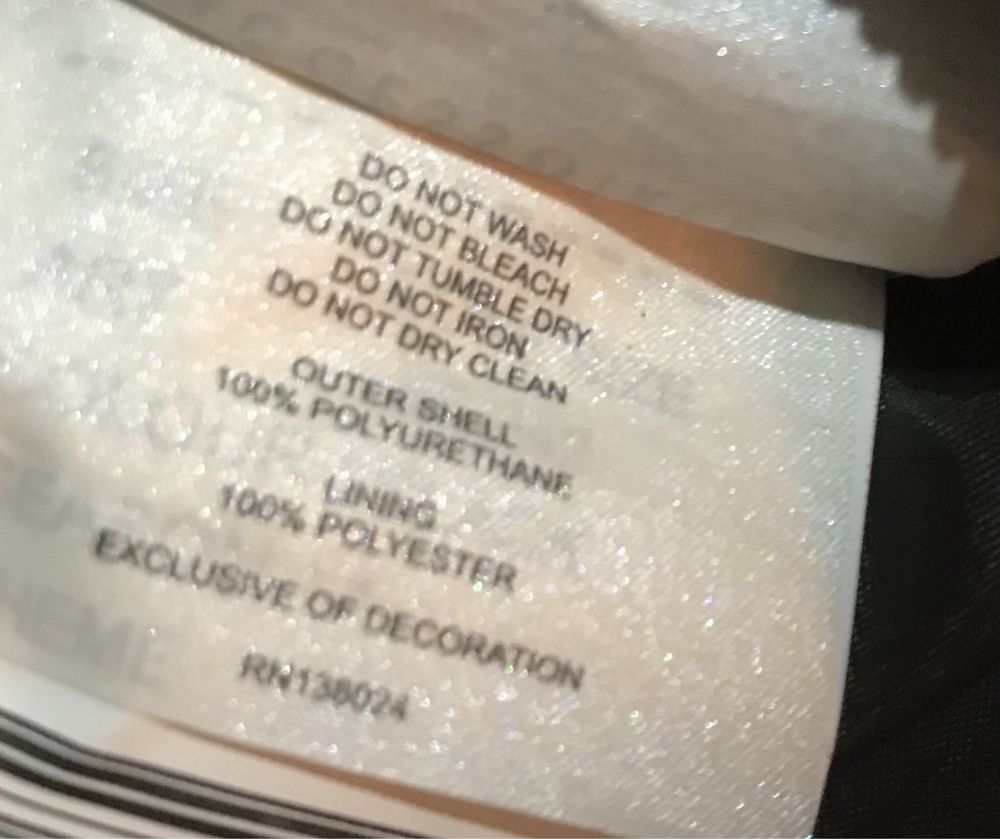 DO NOT WASH
DO NOT BLEACH
DO NOT TUMBLE DRY
DO NOT IRON
DO NOT DRY CLEAN
OUTER SHELL
100% POLYURETHANE
LINING
100% POLYESTER
EXCLUSIVE OF DECORATION
RN138024